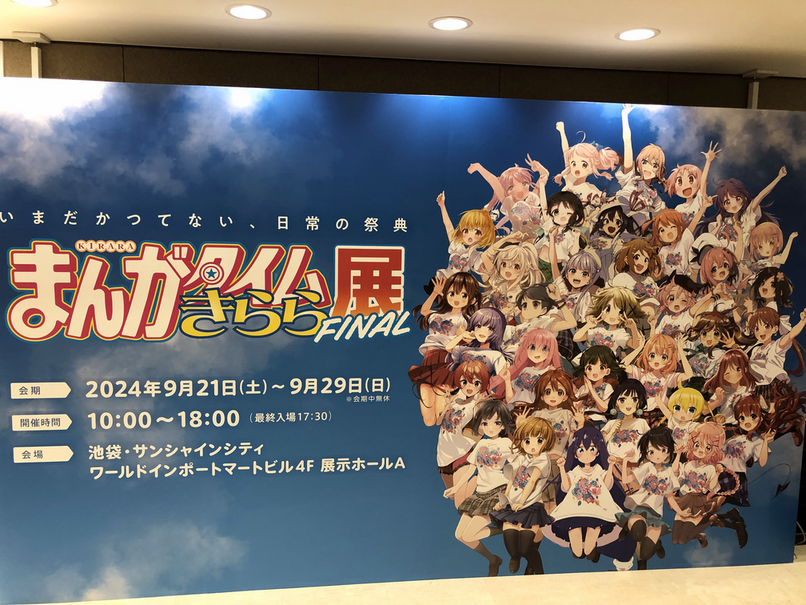 いまだかつてない、日常の祭典
KIRARA
まんがタイムきらら展
FINAL
会期 2024年9月21日(土)～9月29日(日)
※会期中無休
開催時間 10:00～18:00 (最終入場17:30)
会場 池袋・サンシャインシティ
ワールドインポートマートビル4F 展示ホールA